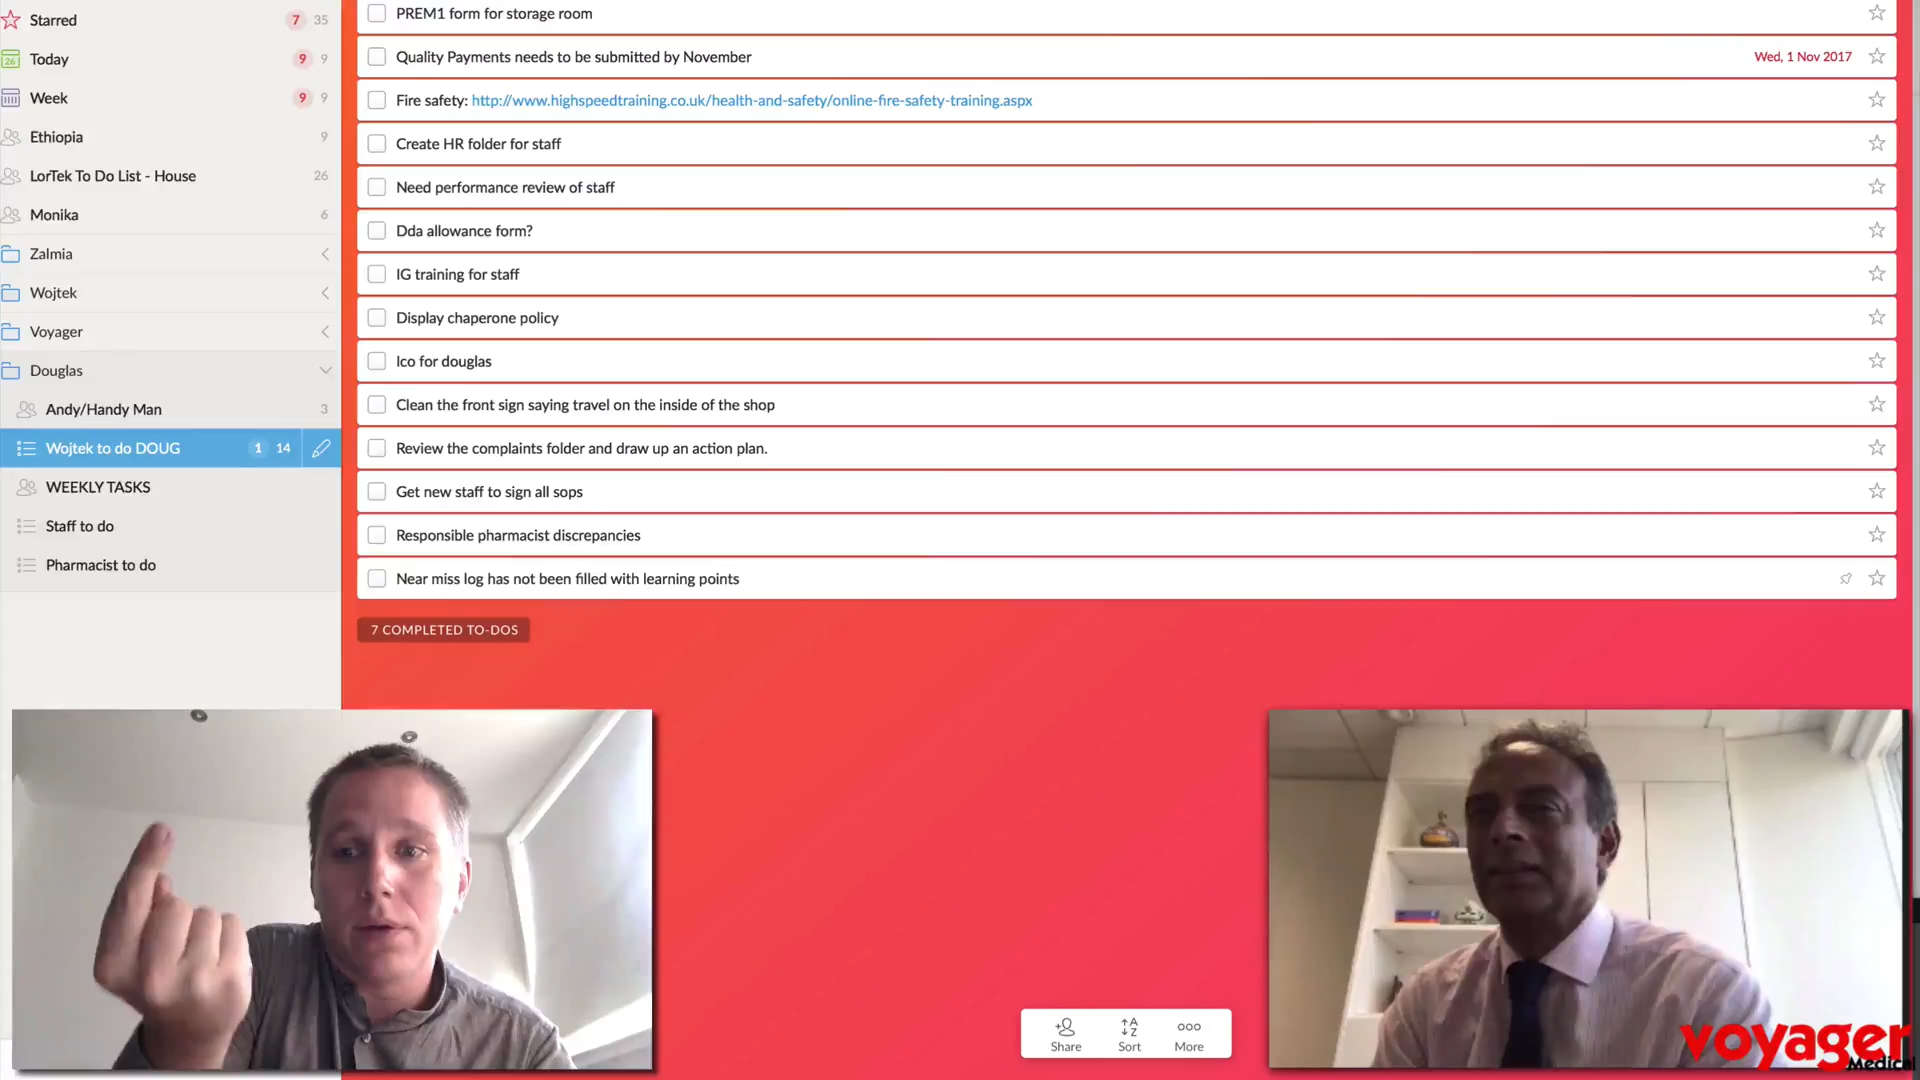 Starred 7 35
Today 9 9
26
Week 9 9
Ethiopia 9
LorTek To Do List - House 26
Monika 6
Zalmia
Wojtek
Voyager
Douglas
Andy/Handy Man 3
Wojtek to do DOUG 1 14
WEEKLY TASKS
Staff to do
Pharmacist to do
PREM1 form for storage room
Quality Payments needs to be submitted by November Wed, 1 Nov 2017
Fire safety: http://www.highspeedtraining.co.uk/health-and-safety/online-fire-safety-training.aspx
Create HR folder for staff
Need performance review of staff
Dda allowance form?
IG training for staff
Display chaperone policy
Ico for douglas
Clean the front sign saying travel on the inside of the shop
Review the complaints folder and draw up an action plan.
Get new staff to sign all sops
Responsible pharmacist discrepancies
Near miss log has not been filled with learning points
7 COMPLETED TO-DOS
Share
Sort
More
voyager
Medical